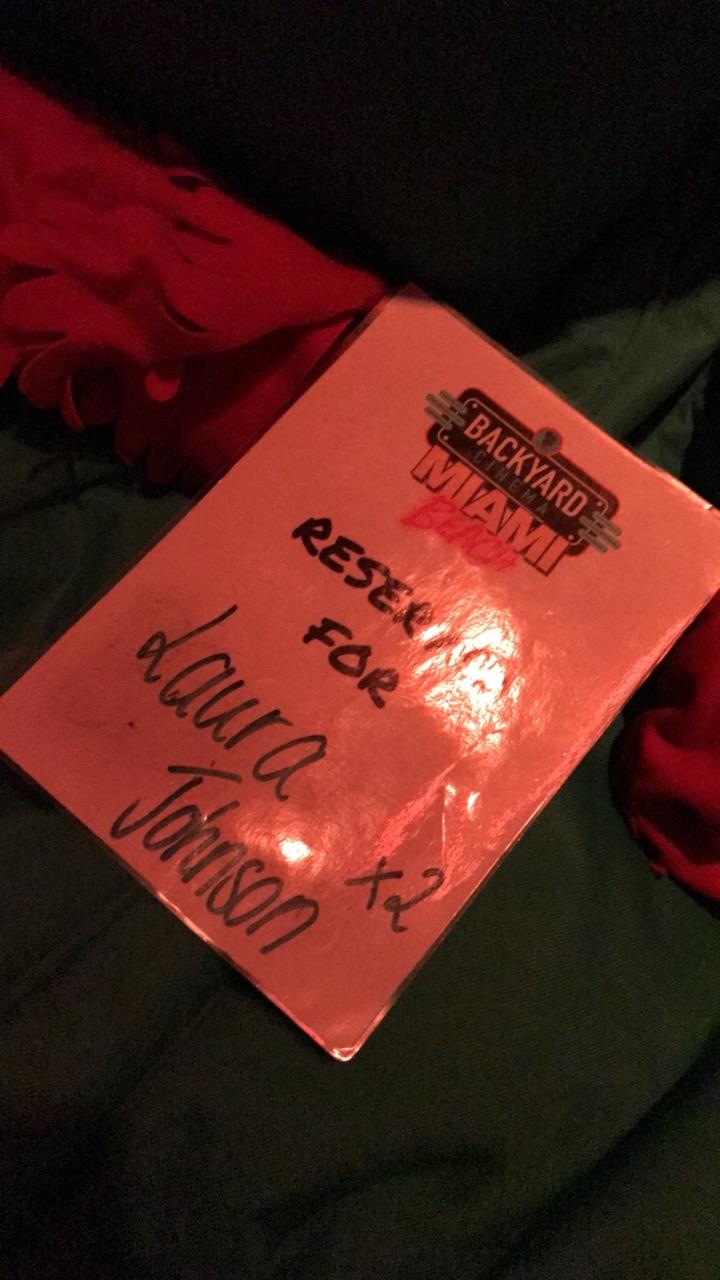 BACKYARD
CINEMA
MIAMI
BEACH
FOR
Laura
Johnson x2